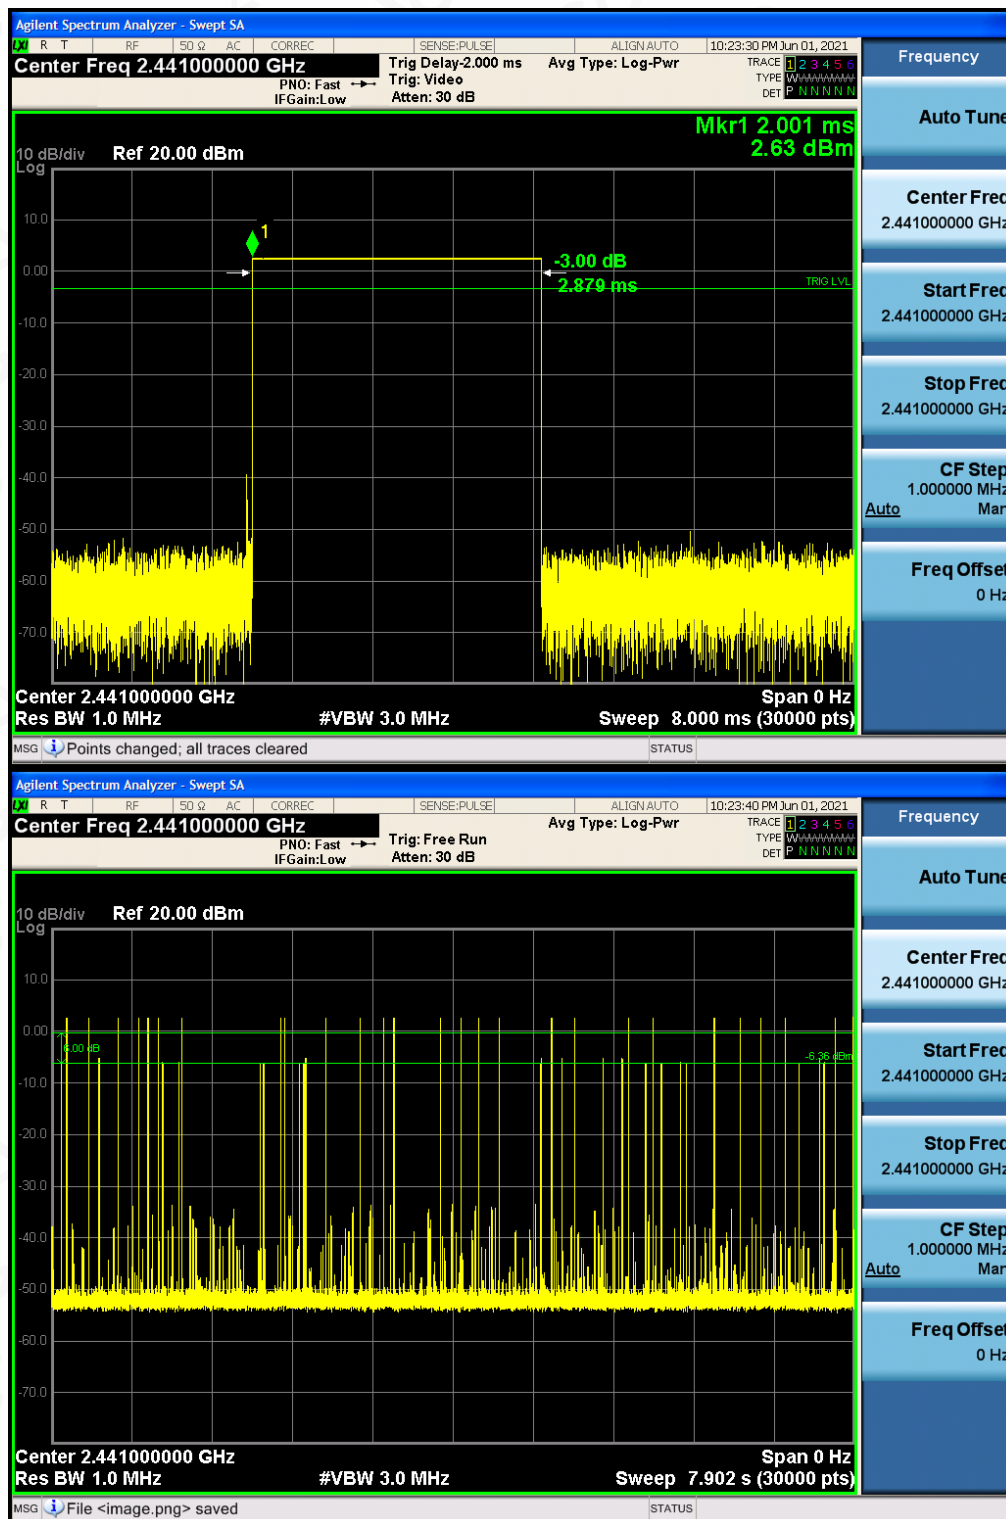 Agilent Spectrum Analyzer - Swept SA
LXI R T RF 50 Ω AC CORREC SENSE:PULSE ALIGN AUTO 10:23:30 PM Jun 01, 2021
Center Freq 2.441000000 GHz
PNO: Fast
IFGain:Low
Trig Delay-2.000 ms
Trig: Video
Atten: 30 dB
Avg Type: Log-Pwr
TRACE 1 2 3 4 5 6
TYPE
DET P N N N N N
Mkr1 2.001 ms
2.63 dBm
10 dB/div Ref 20.00 dBm
Log
10.0
1
0.00
-3.00 dB
2.879 ms
TRIG LVL
-10.0
-20.0
-30.0
-40.0
-50.0
-60.0
-70.0
Center 2.441000000 GHz Span 0 Hz
Res BW 1.0 MHz #VBW 3.0 MHz Sweep 8.000 ms (30000 pts)
MSG Points changed; all traces cleared STATUS
Frequency
Auto Tune
Center Freq
2.441000000 GHz
Start Freq
2.441000000 GHz
Stop Freq
2.441000000 GHz
CF Step
1.000000 MHz
Auto Man
Freq Offset
0 Hz
Agilent Spectrum Analyzer - Swept SA
LXI R T RF 50 Ω AC CORREC SENSE:PULSE ALIGN AUTO 10:23:40 PM Jun 01, 2021
Center Freq 2.441000000 GHz
PNO: Fast
IFGain:Low
Trig: Free Run
Atten: 30 dB
Avg Type: Log-Pwr
TRACE 1 2 3 4 5 6
TYPE
DET P N N N N N
10 dB/div Ref 20.00 dBm
Log
10.0
0.00
6.00 dB
-6.36 dBm
-10.0
-20.0
-30.0
-40.0
-50.0
-60.0
-70.0
Center 2.441000000 GHz Span 0 Hz
Res BW 1.0 MHz #VBW 3.0 MHz Sweep 7.902 s (30000 pts)
MSG File <image.png> saved STATUS
Frequency
Auto Tune
Center Freq
2.441000000 GHz
Start Freq
2.441000000 GHz
Stop Freq
2.441000000 GHz
CF Step
1.000000 MHz
Auto Man
Freq Offset
0 Hz